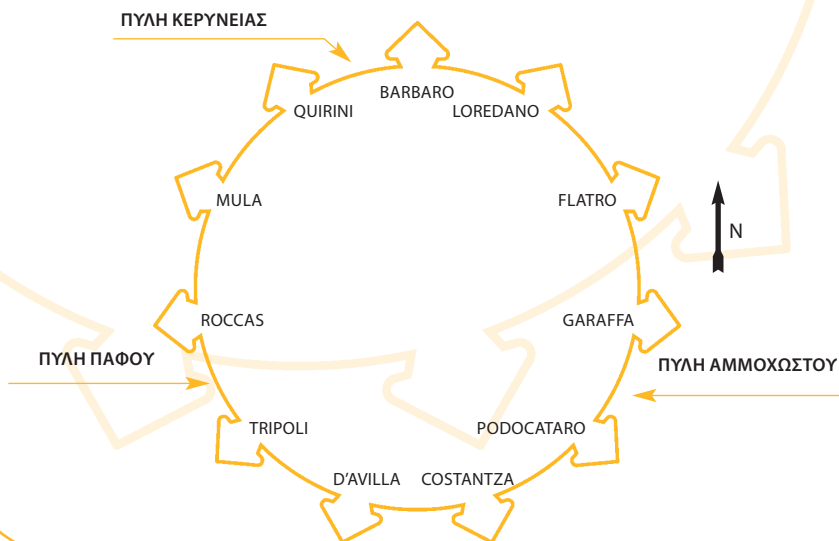 ΠΥΛΗ ΚΕΡΥΝΕΙΑΣ
BARBARO
QUIRINI
LOREDANO
MULA
FLATRO
N
ROCCAS
GARAFFA
ΠΥΛΗ ΠΑΦΟΥ
ΠΥΛΗ ΑΜΜΟΧΩΣΤΟΥ
TRIPOLI
PODOCATARO
D'AVILLA
COSTANTZA